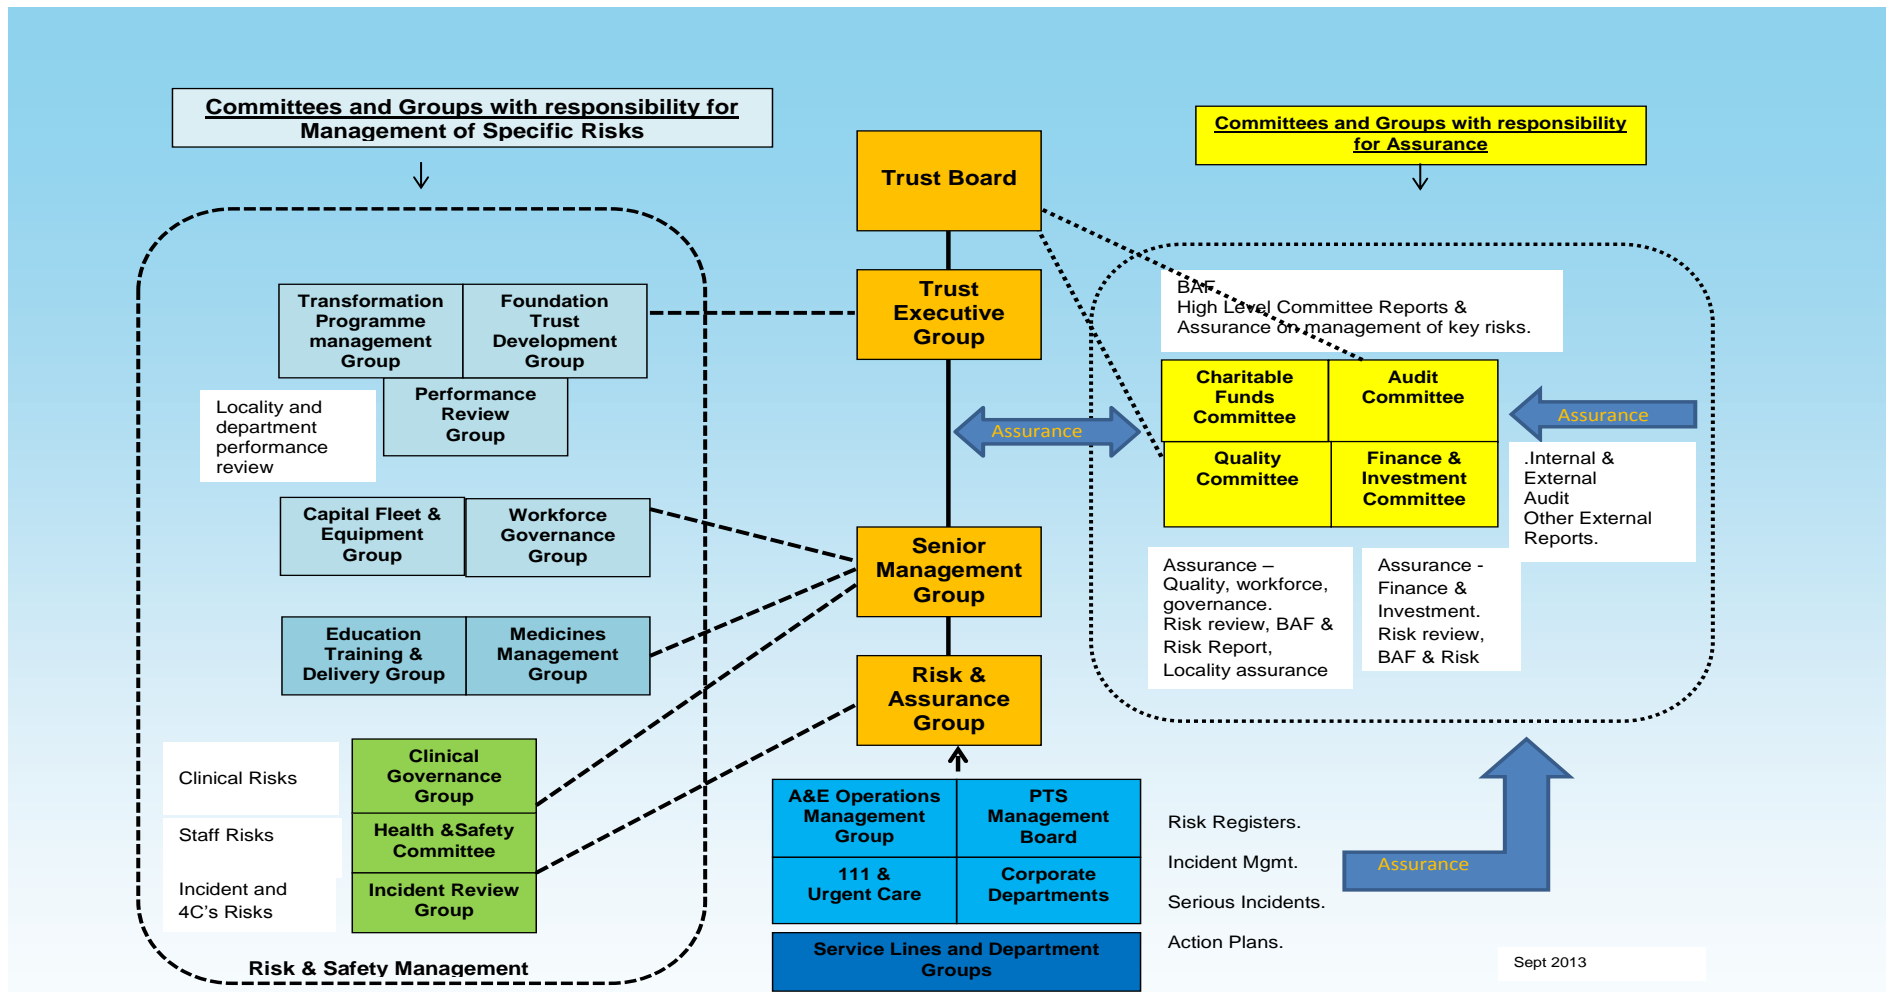 Committees and Groups with responsibility for
Management of Specific Risks
Committees and Groups with responsibility
for Assurance
Trust Board
Trust
Executive
Group
Transformation
Programme
management
Group
Foundation
Trust
Development
Group
Performance
Review
Group
Locality and
department
performance
review
BAF
High Level Committee Reports &
Assurance on management of key risks.
Charitable
Funds
Committee
Audit
Committee
Quality
Committee
Finance &
Investment
Committee
Assurance
Assurance
.Internal &
External
Audit
Other External
Reports.
Capital Fleet &
Equipment
Group
Workforce
Governance
Group
Senior
Management
Group
Assurance –
Quality, workforce,
governance.
Risk review, BAF &
Risk Report,
Locality assurance
Assurance -
Finance &
Investment.
Risk review,
BAF & Risk
Education
Training &
Delivery Group
Medicines
Management
Group
Risk &
Assurance
Group
Clinical Risks
Clinical
Governance
Group
Staff Risks
Health &Safety
Committee
Incident and
4C's Risks
Incident Review
Group
Risk & Safety Management
A&E Operations
Management
Group
PTS
Management
Board
111 &
Urgent Care
Corporate
Departments
Service Lines and Department
Groups
Risk Registers.
Incident Mgmt.
Serious Incidents.
Action Plans.
Assurance
Sept 2013